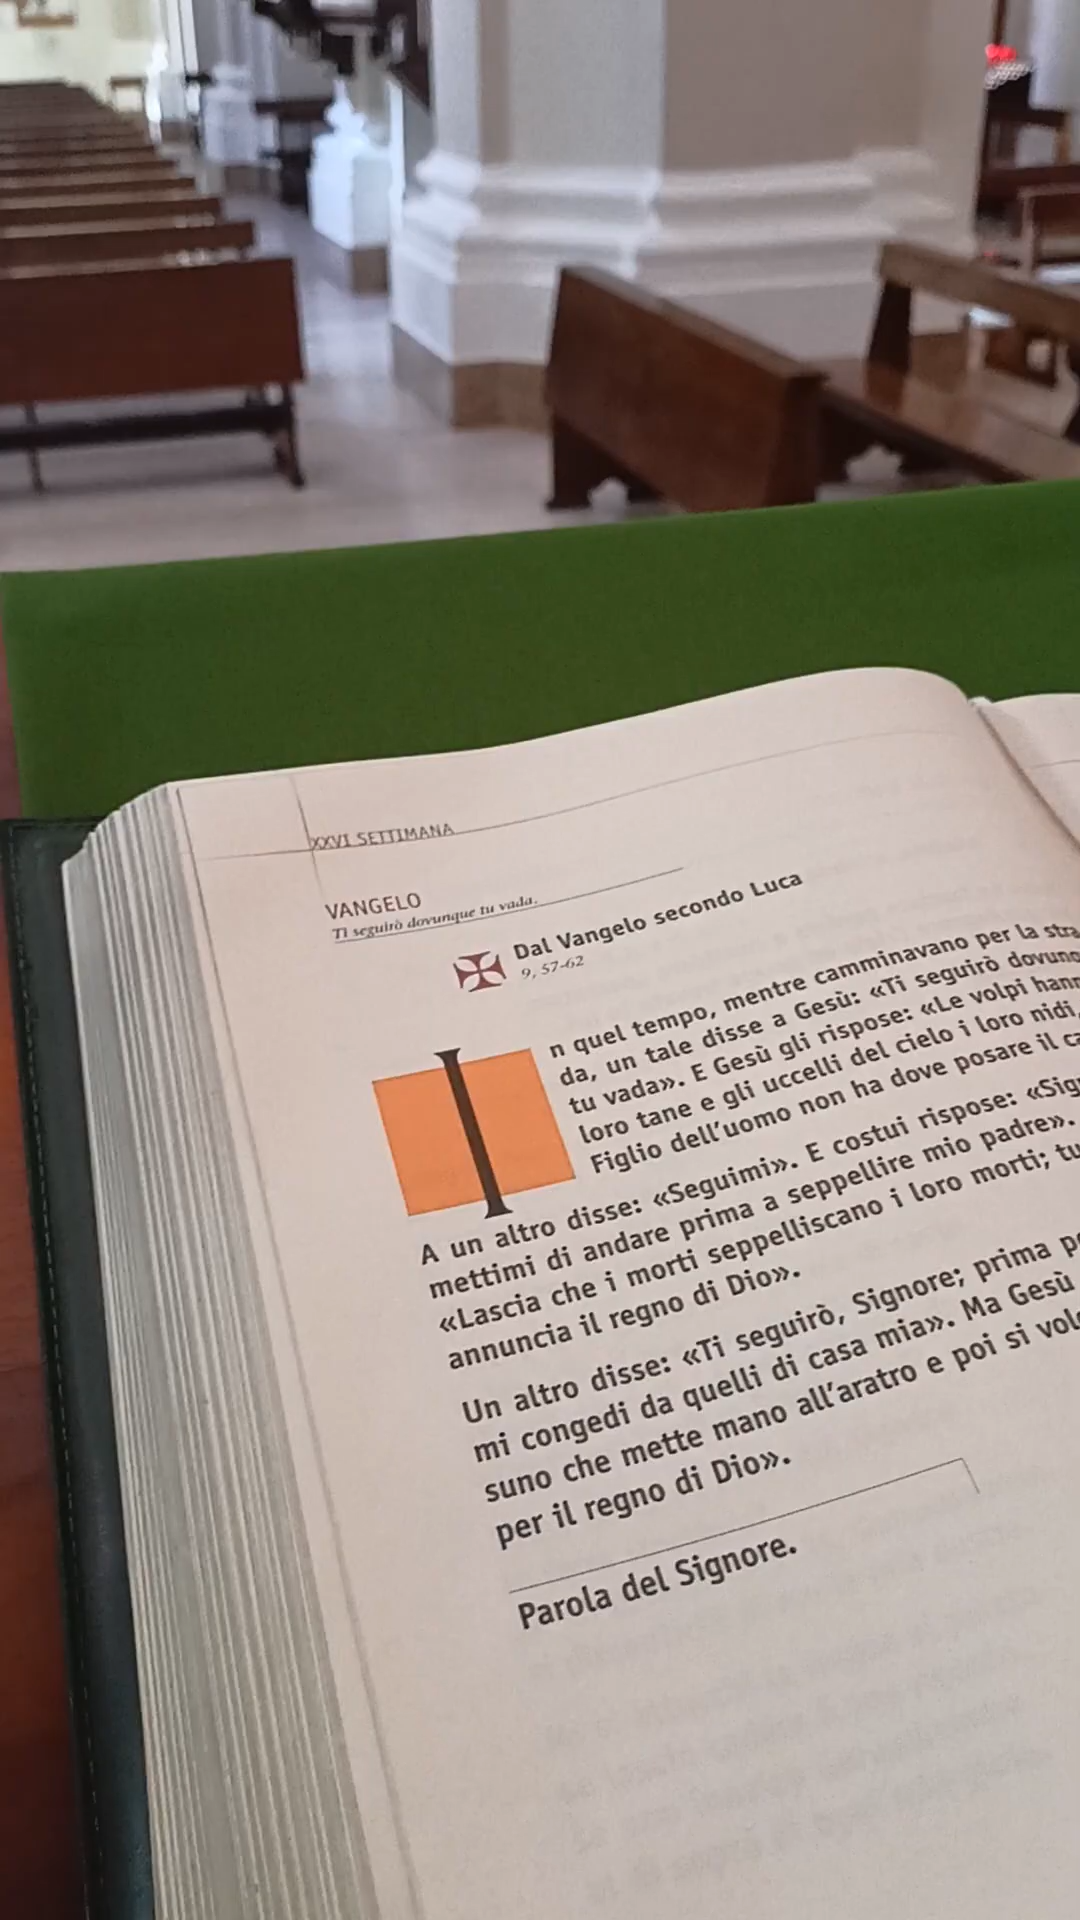 XXVI SETTIMANA
VANGELO
Ti seguirò dovunque tu vada.
Dal Vangelo secondo Luca
9, 57-62
In quel tempo, mentre camminavano per la stra
da, un tale disse a Gesù: «Ti seguirò dovunq
tu vada». E Gesù gli rispose: «Le volpi hann
loro tane e gli uccelli del cielo i loro nidi,
Figlio dell'uomo non ha dove posare il ca
A un altro disse: «Seguimi». E costui rispose: «Sig
mettimi di andare prima a seppellire mio padre».
«Lascia che i morti seppelliscano i loro morti; tu
annuncia il regno di Dio».
Un altro disse: «Ti seguirò, Signore; prima pe
mi congedi da quelli di casa mia». Ma Gesù
suno che mette mano all'aratro e poi si volg
per il regno di Dio».
Parola del Signore.